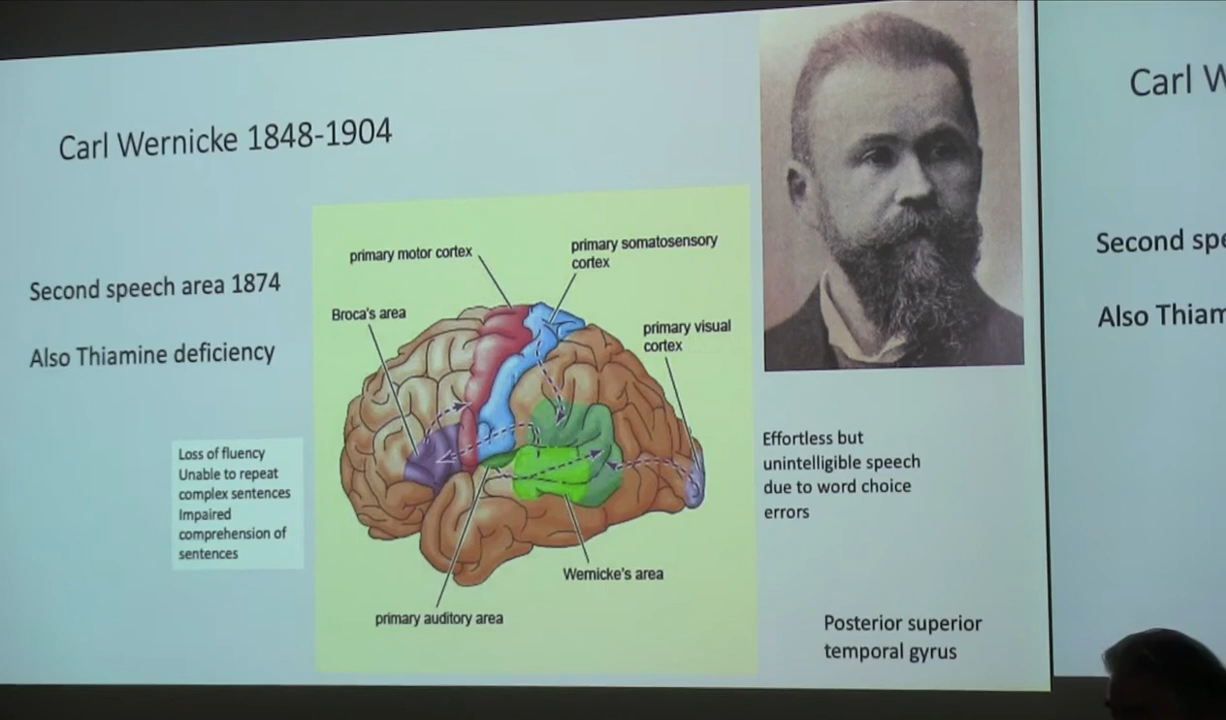 Carl Wernicke 1848-1904
Second speech area 1874
Also Thiamine deficiency
Loss of fluency
Unable to repeat
complex sentences
Impaired
comprehension of
sentences
primary motor cortex
primary somatosensory
cortex
Broca's area
primary visual
cortex
Wernicke's area
primary auditory area
Effortless but
unintelligible speech
due to word choice
errors
Posterior superior
temporal gyrus
Carl W
Second spe
Also Thiam